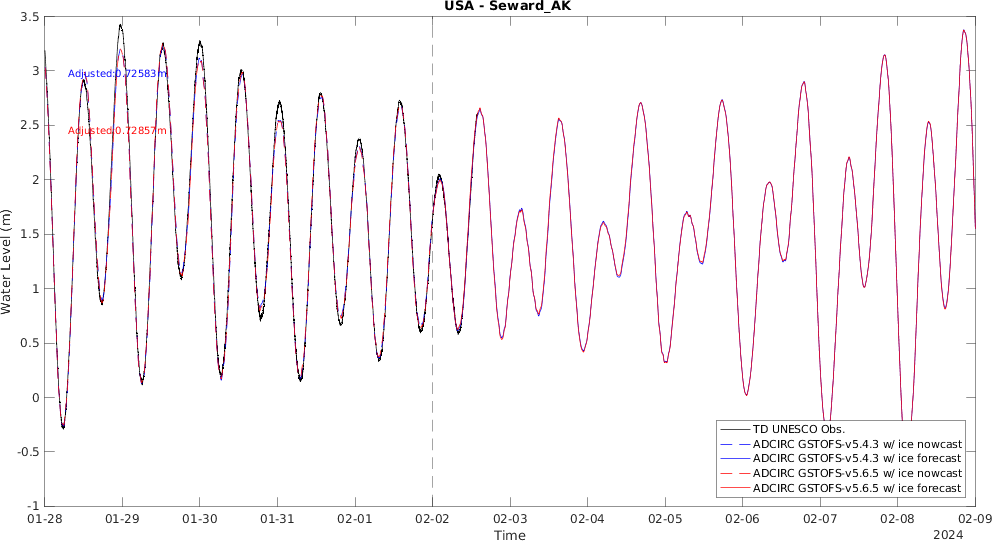 USA - Seward_AK
Water Level (m)
3.5
3
2.5
2
1.5
1
0.5
0
-0.5
-1
Adjusted:0.72583m
Adjusted:0.72857m
TD UNESCO Obs.
ADCIRC GSTOFS-v5.4.3 w/ ice nowcast
ADCIRC GSTOFS-v5.4.3 w/ ice forecast
ADCIRC GSTOFS-v5.6.5 w/ ice nowcast
ADCIRC GSTOFS-v5.6.5 w/ ice forecast
01-28 01-29 01-30 01-31 02-01 02-02 02-03 02-04 02-05 02-06 02-07 02-08 02-09
Time
2024